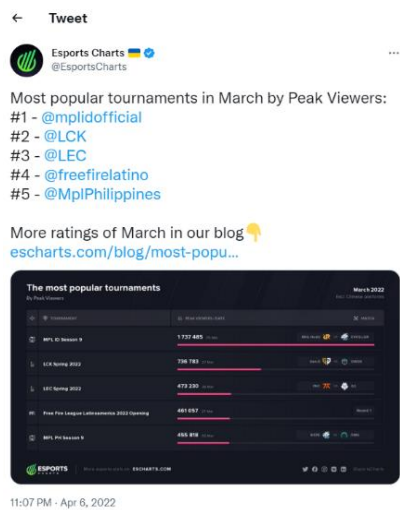 ← Tweet
Esports Charts
@EsportsCharts
Most popular tournaments in March by Peak Viewers:
#1 - @mplidofficial
#2 - @LCK
#3 - @LEC
#4 - @freefirelatino
#5 - @MplPhilippines
More ratings of March in our blog👇
escharts.com/blog/most-popu...
The most popular tournaments
March 2022
By Peak Viewers
MPL ID Season 9 1 737 485
LCK Spring 2022 736 783
LEC Spring 2022 473 230
Free Fire League Latinoamerica 2022 Opening 461 057
MPL PH Season 9 455 818
ESPORTS CHARTS
ESCHARTS.COM
11:07 PM · Apr 6, 2022